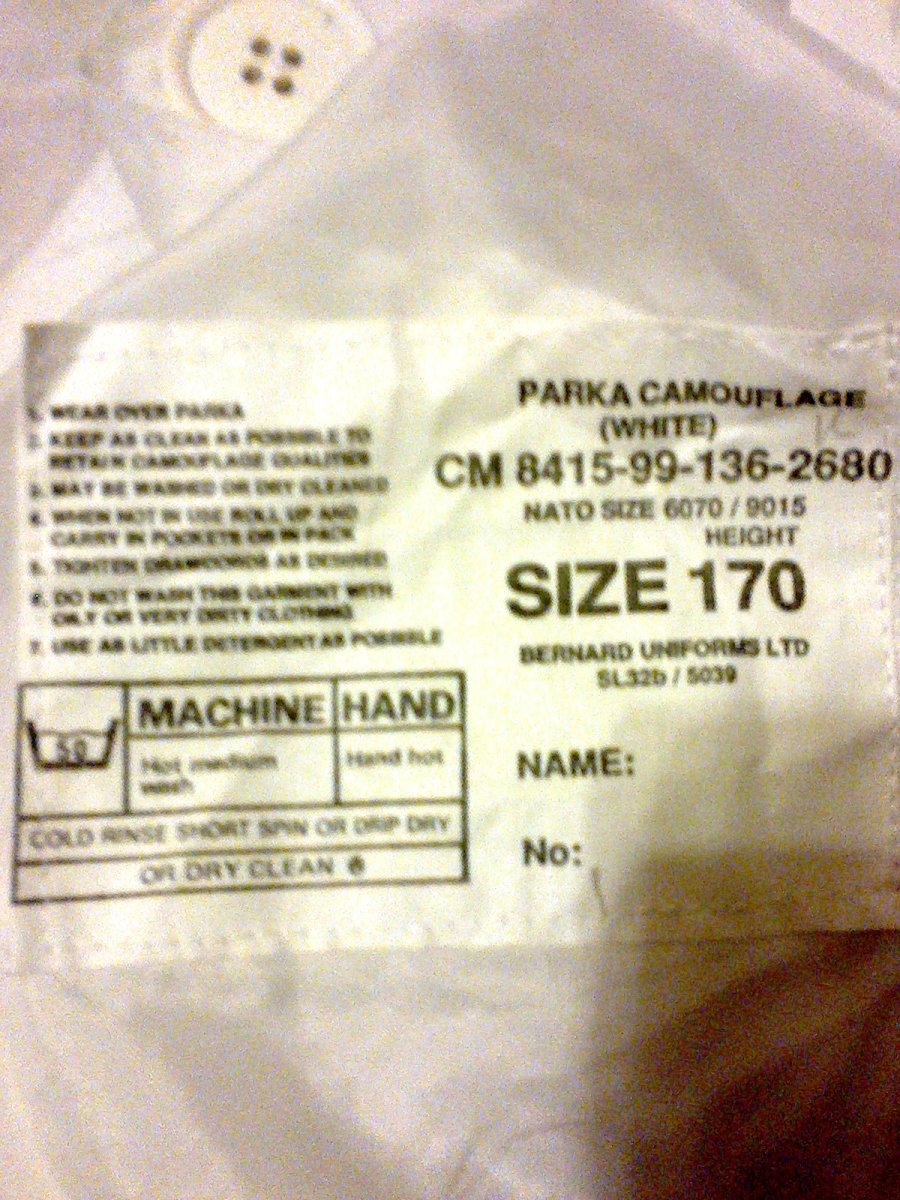 1. WEAR OVER PARKA
2. KEEP AS CLEAN AS POSSIBLE TO
RETAIN CAMOUFLAGE QUALITIES
3. MAY BE WASHED OR DRY CLEANED
4. WHEN NOT IN USE ROLL UP AND
CARRY IN POCKETS OR IN PACK
5. TIGHTEN DRAWCORDS AS DESIRED
6. DO NOT WASH THIS GARMENT WITH
OILY OR VERY DIRTY CLOTHING
7. USE AS LITTLE DETERGENT AS POSSIBLE
50
MACHINE HAND
Hot medium Hand hot
wash
COLD RINSE SHORT SPIN OR DRIP DRY
OR DRY CLEAN
PARKA CAMOUFLAGE
(WHITE)
CM 8415-99-136-2680
NATO SIZE 6070 / 9015
HEIGHT
SIZE 170
BERNARD UNIFORMS LTD
SL32b / 5039
NAME:
No: